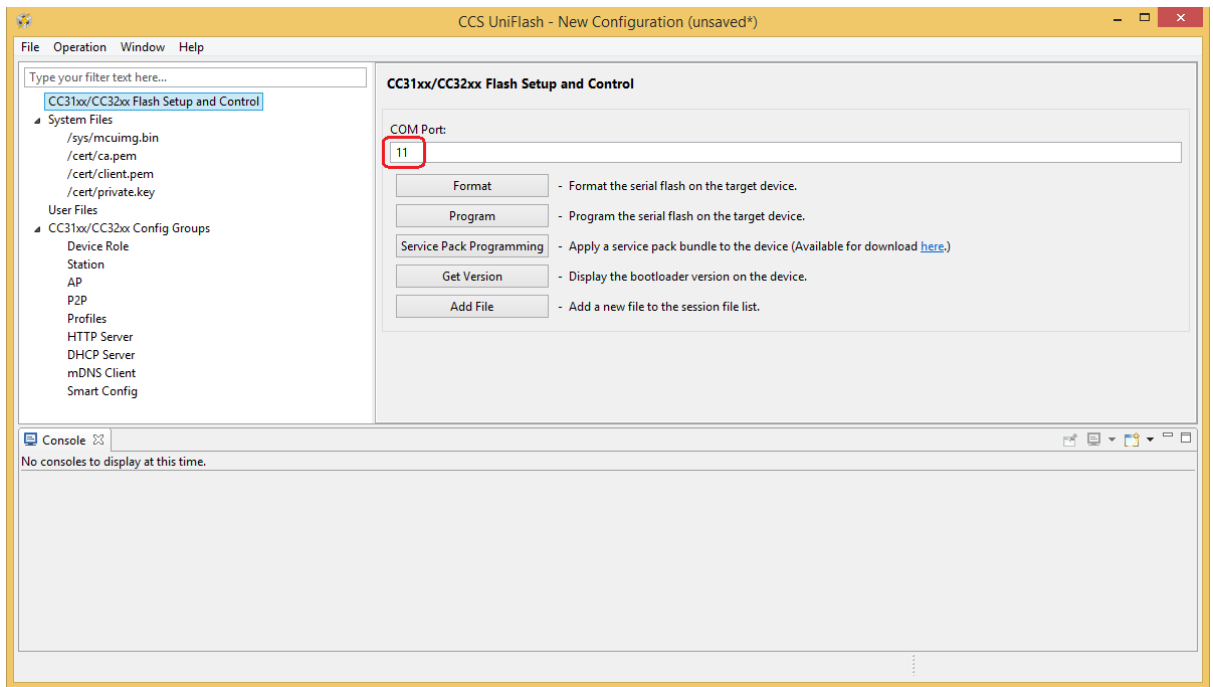 CCS UniFlash - New Configuration (unsaved*)
File Operation Window Help
Type your filter text here...
CC31xx/CC32xx Flash Setup and Control
System Files
/sys/mcuimg.bin
/cert/ca.pem
/cert/client.pem
/cert/private.key
User Files
CC31xx/CC32xx Config Groups
Device Role
Station
AP
P2P
Profiles
HTTP Server
DHCP Server
mDNS Client
Smart Config
CC31xx/CC32xx Flash Setup and Control
COM Port:
11
Format - Format the serial flash on the target device.
Program - Program the serial flash on the target device.
Service Pack Programming - Apply a service pack bundle to the device (Available for download here.)
Get Version - Display the bootloader version on the device.
Add File - Add a new file to the session file list.
Console
No consoles to display at this time.